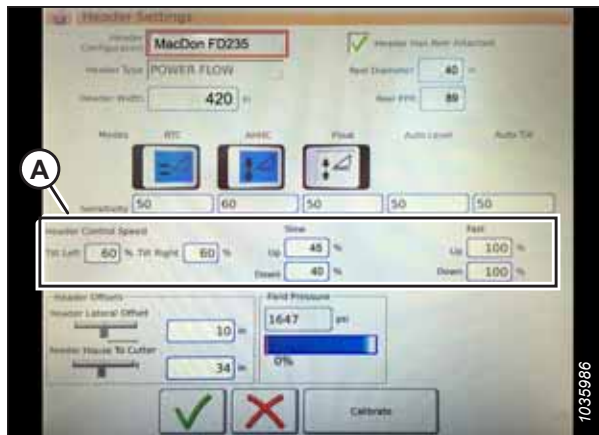 Header Settings
Header Configuration MacDon FD235 Header Has Reel Attached
Header Type POWER FLOW Reel Diameter 40 in
Header Width 420 in Reel PPR 89
Modes RTC AHHC Float Auto Level Auto Tilt
Sensitivity 50 60 50 50 50
A
Header Control Speed Slow Fast
Tilt Left 60 % Tilt Right 60 % Up 48 % Up 100 %
Down 40 % Down 100 %
Header Offsets Field Pressure
Header Lateral Offset 1647 psi
10 in
Feeder House To Cutter 0%
34 in
Calibrate
1035986